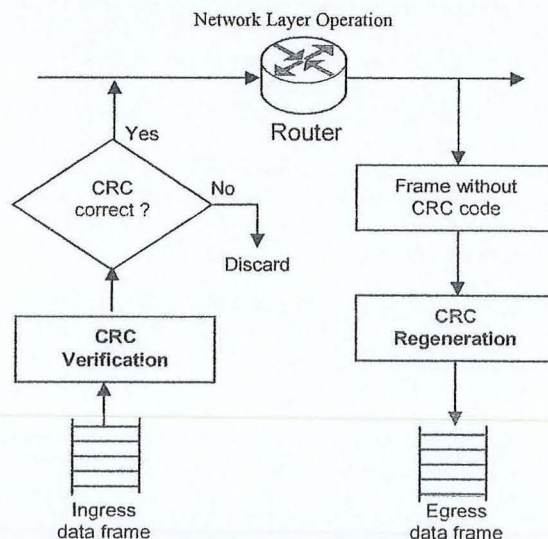 Network Layer Operation
Router
Yes
CRC
correct ?
No
Discard
CRC
Verification
Ingress
data frame
Frame without
CRC code
CRC
Regeneration
Egress
data frame